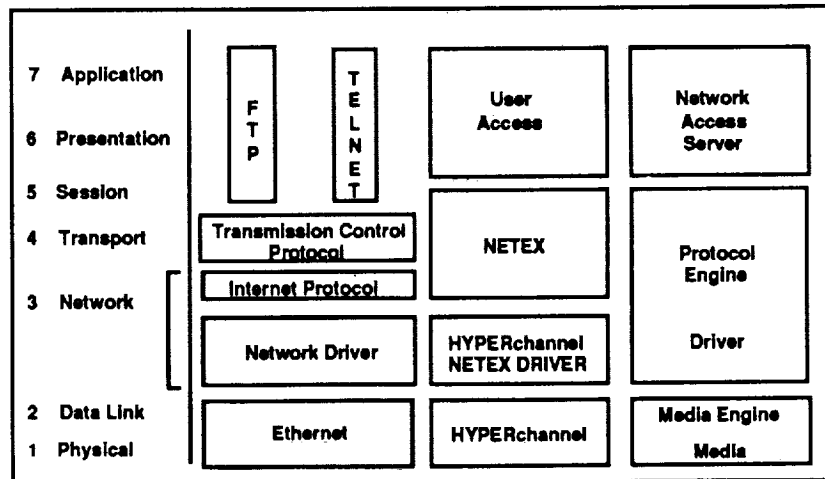 7 Application
6 Presentation
5 Session
4 Transport
3 Network
2 Data Link
1 Physical
FTP
TELNET
Transmission Control
Protocol
Internet Protocol
Network Driver
Ethernet
User
Access
NETEX
HYPERchannel
NETEX DRIVER
HYPERchannel
Network
Access
Server
Protocol
Engine
Driver
Media Engine
Media